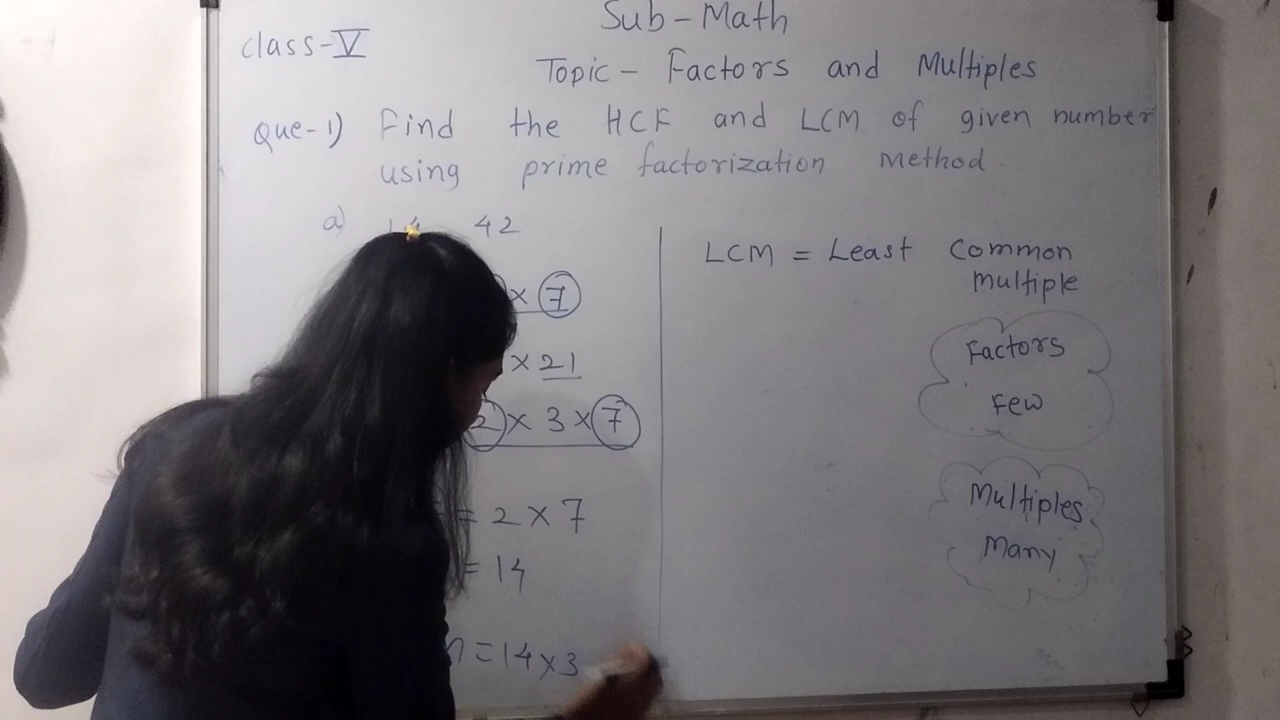 Sub-Math
class-V
Topic- Factors and Multiples
Que-1) Find the HCF and LCM of given number
using prime factorization Method
a) 14 42
× 7
× 21
2 × 3 × 7
= 2 × 7
= 14
= 14 × 3
LCM = Least Common
Multiple
Factors
Few
Multiples
Many